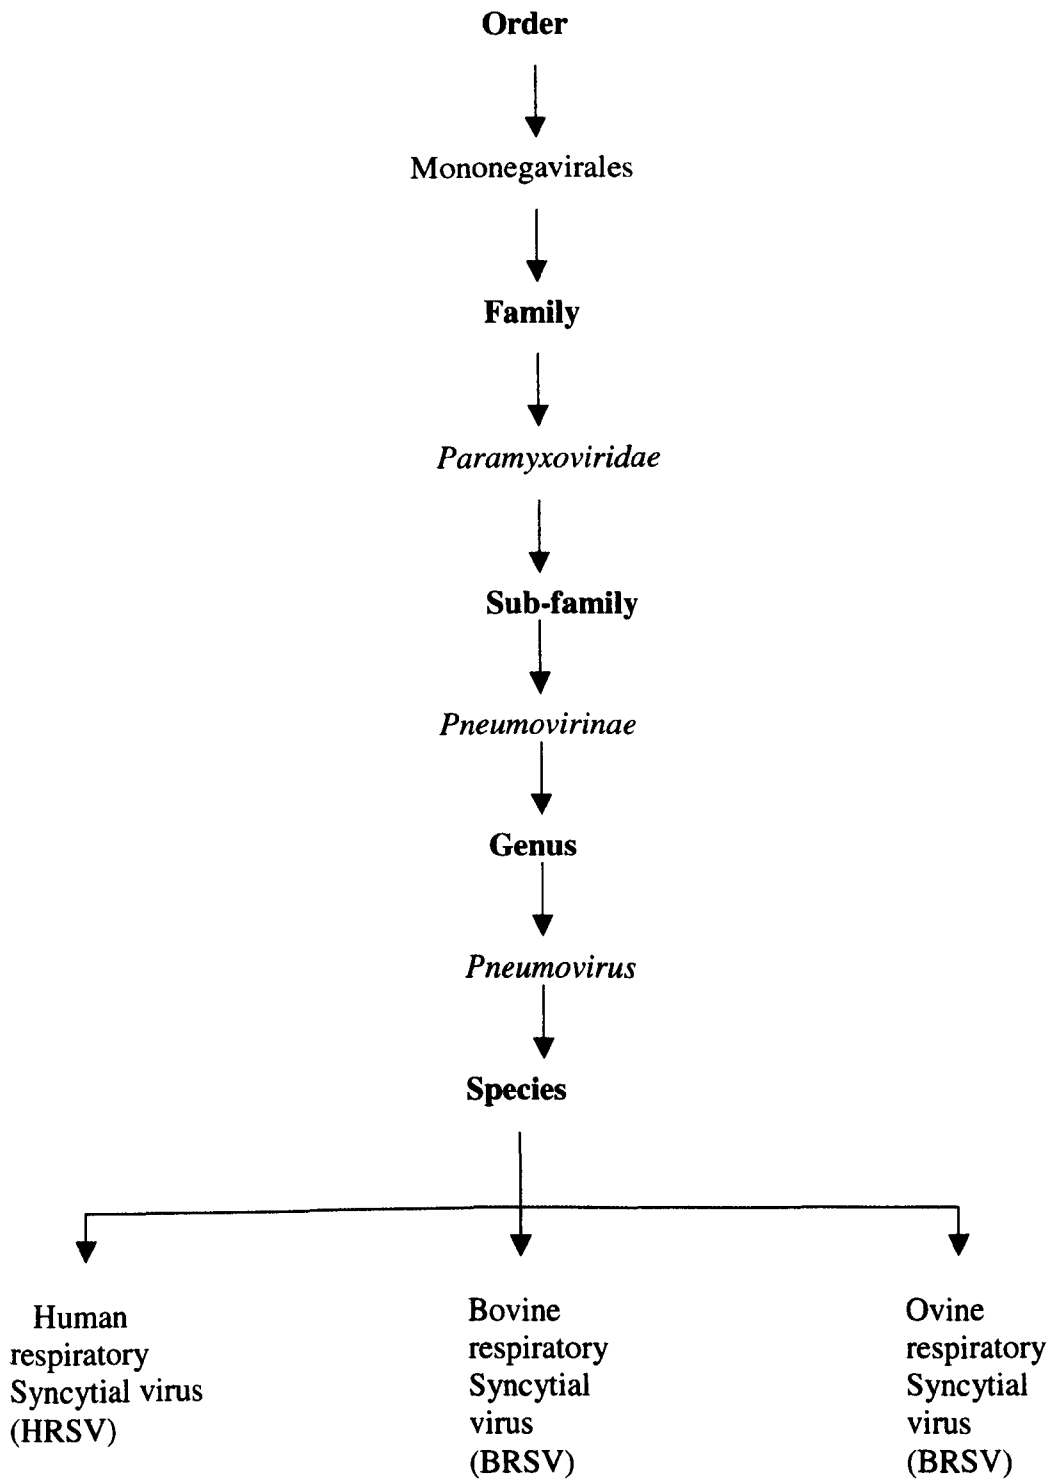 Order
Mononegavirales
Family
Paramyxoviridae
Sub-family
Pneumovirinae
Genus
Pneumovirus
Species
Human
respiratory
Syncytial virus
(HRSV)
Bovine
respiratory
Syncytial
virus
(BRSV)
Ovine
respiratory
Syncytial
virus
(BRSV)